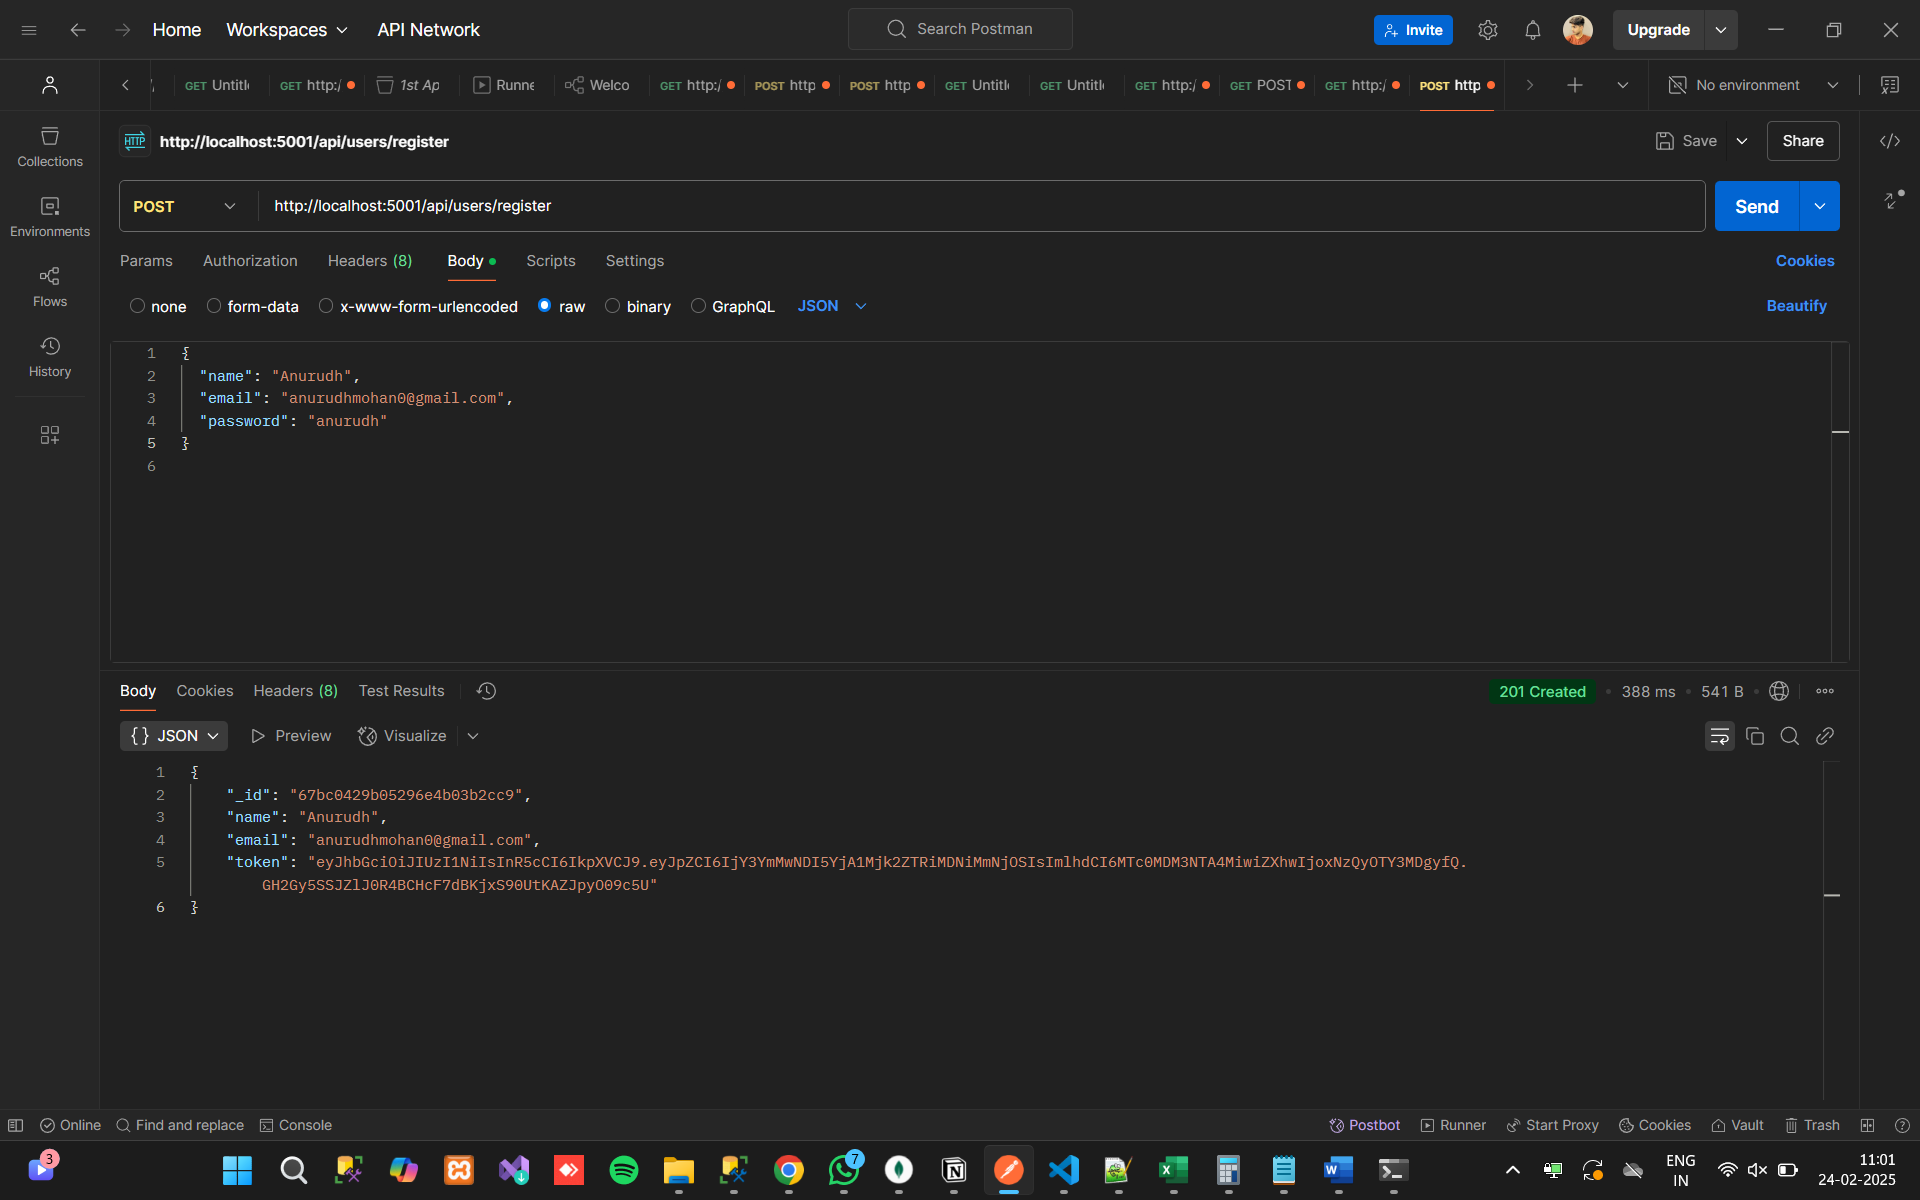 Home Workspaces API Network Search Postman Invite Upgrade
GET Untitl GET http:/ 1st Ap Runne Welco GET http:/ POST http POST http GET Untitl GET Untitl GET http:/ GET POST GET http:/ POST http No environment
HTTP http://localhost:5001/api/users/register Save Share
Collections
Environments
Flows
History
POST http://localhost:5001/api/users/register Send
Params Authorization Headers (8) Body Scripts Settings Cookies
none form-data x-www-form-urlencoded raw binary GraphQL JSON Beautify
1 {
2 "name": "Anurudh",
3 "email": "anurudhmohan0@gmail.com",
4 "password": "anurudh"
5 }
6
Body Cookies Headers (8) Test Results 201 Created • 388 ms • 541 B
{} JSON Preview Visualize
1 {
2 "_id": "67bc0429b05296e4b03b2cc9",
3 "name": "Anurudh",
4 "email": "anurudhmohan0@gmail.com",
5 "token": "eyJhbGciOiJIUzI1NiIsInR5cCI6IkpXVCJ9.eyJpZCI6IjY3YmMwNDI5YjA1Mjk2ZTRiMDNiMmNjOSIsImlhdCI6MTc0MDM3NTA4MiwiZXhwIjoxNzQyOTY3MDgyfQ.
GH2Gy5SSJZlJ0R4BCHcF7dBKjxS90UtKAZJpyO09c5U"
6 }
Online Find and replace Console Postbot Runner Start Proxy Cookies Vault Trash
3 7 ENG IN 11:01 24-02-2025